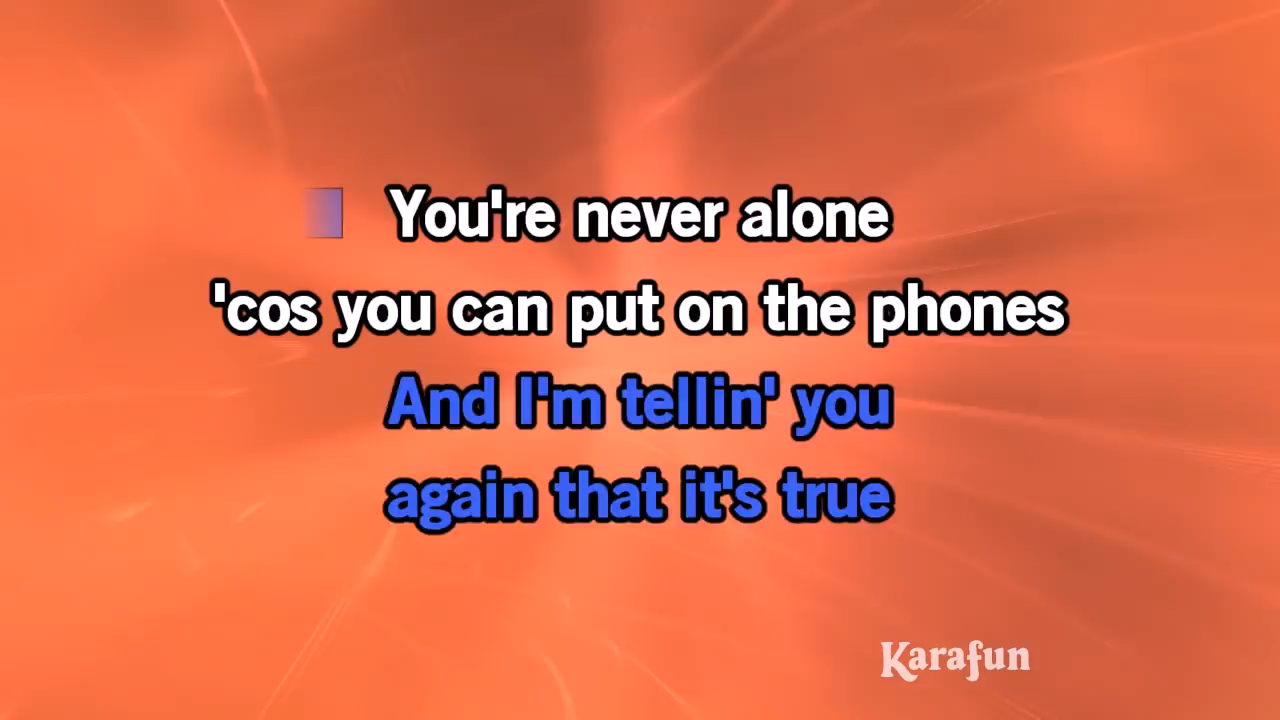 You're never alone
'cos you can put on the phones
And I'm tellin' you
again that it's true
Karafun